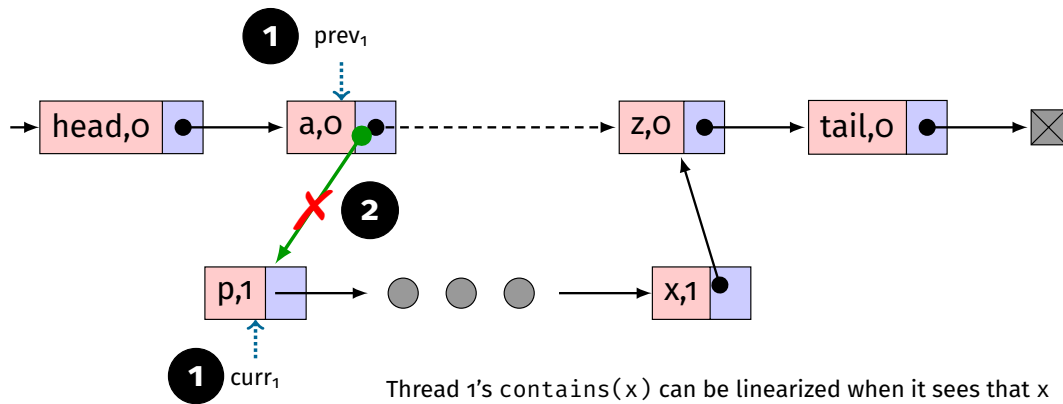 1 prev₁
head,0 a,0 z,0 tail,0
2
p,1 x,1
1 curr₁
Thread 1's contains(x) can be linearized when it sees that x